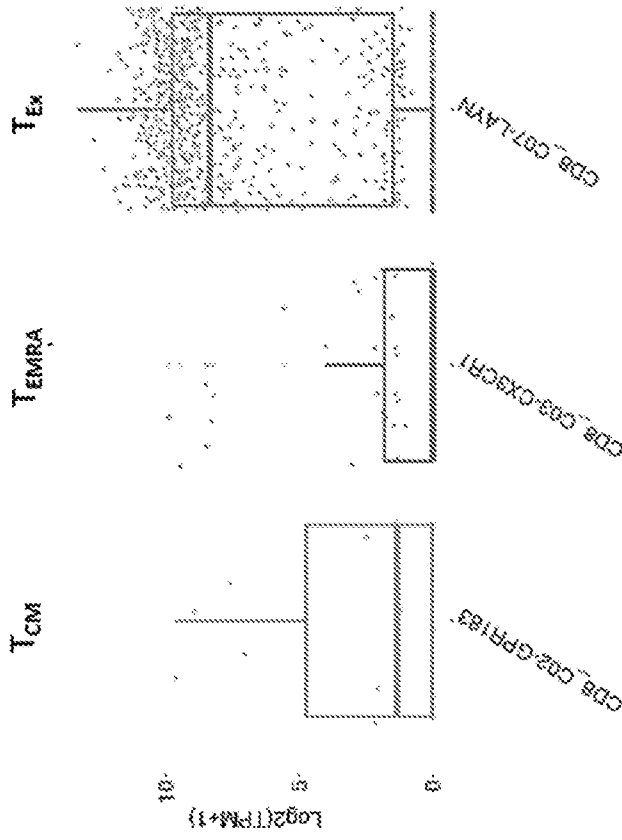 T_CM T_EMRA T_Ex
Log2(TPM+1)
10-
5-
0-
CD8_C02-GPR183
CD8_C03-CX3CR1
CD8_C07-LAYN